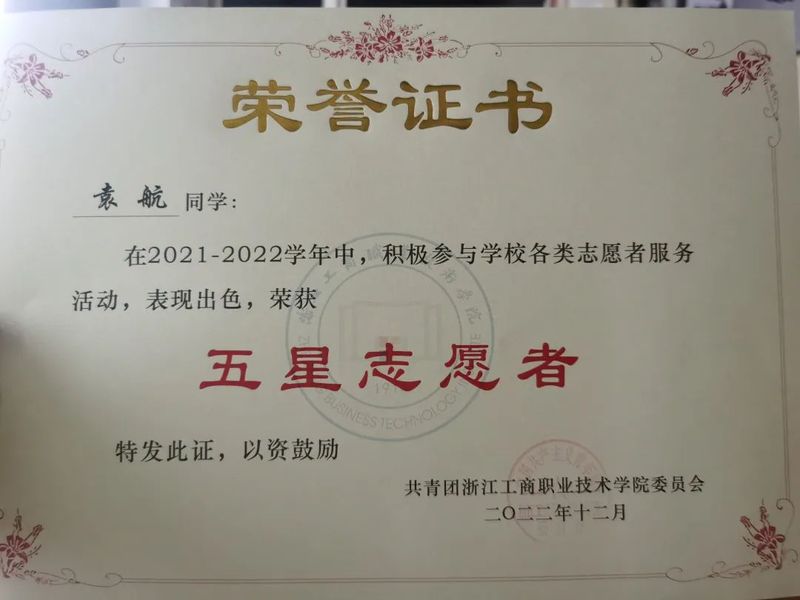 荣誉证书
袁航 同学：
在2021-2022学年中，积极参与学校各类志愿者服务
活动，表现出色，荣获
五星志愿者
BUSINESS TECHNOLOGY
特发此证，以资鼓励
共青团浙江工商职业技术学院委员会
二〇二二年十二月